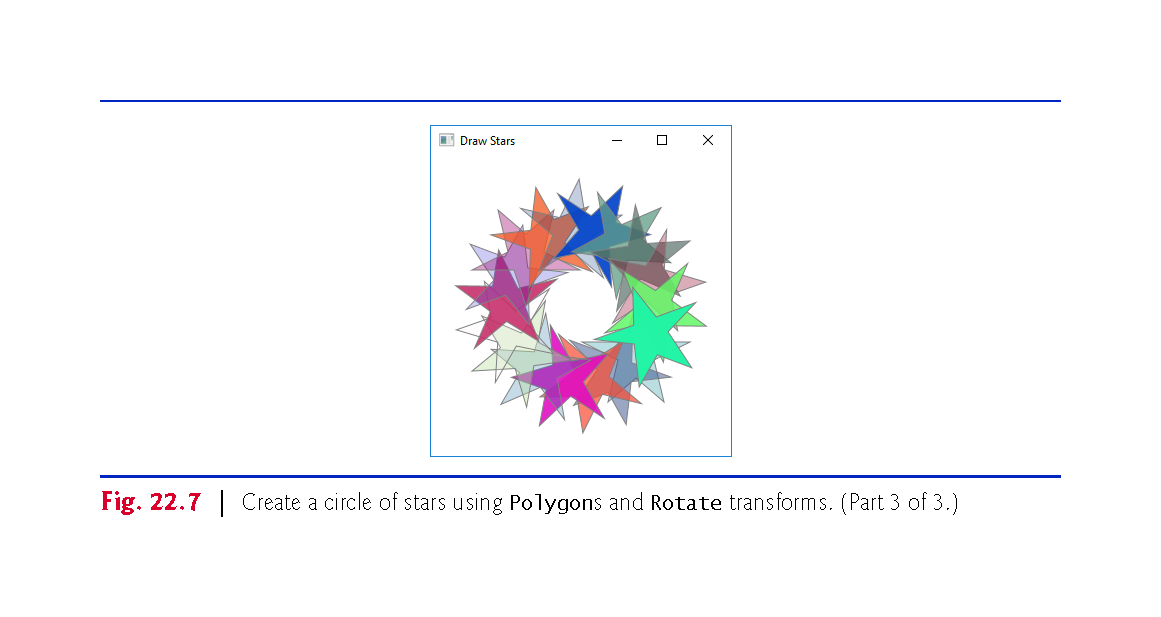 Draw Stars
Fig. 22.7 | Create a circle of stars using Polygons and Rotate transforms. (Part 3 of 3.)